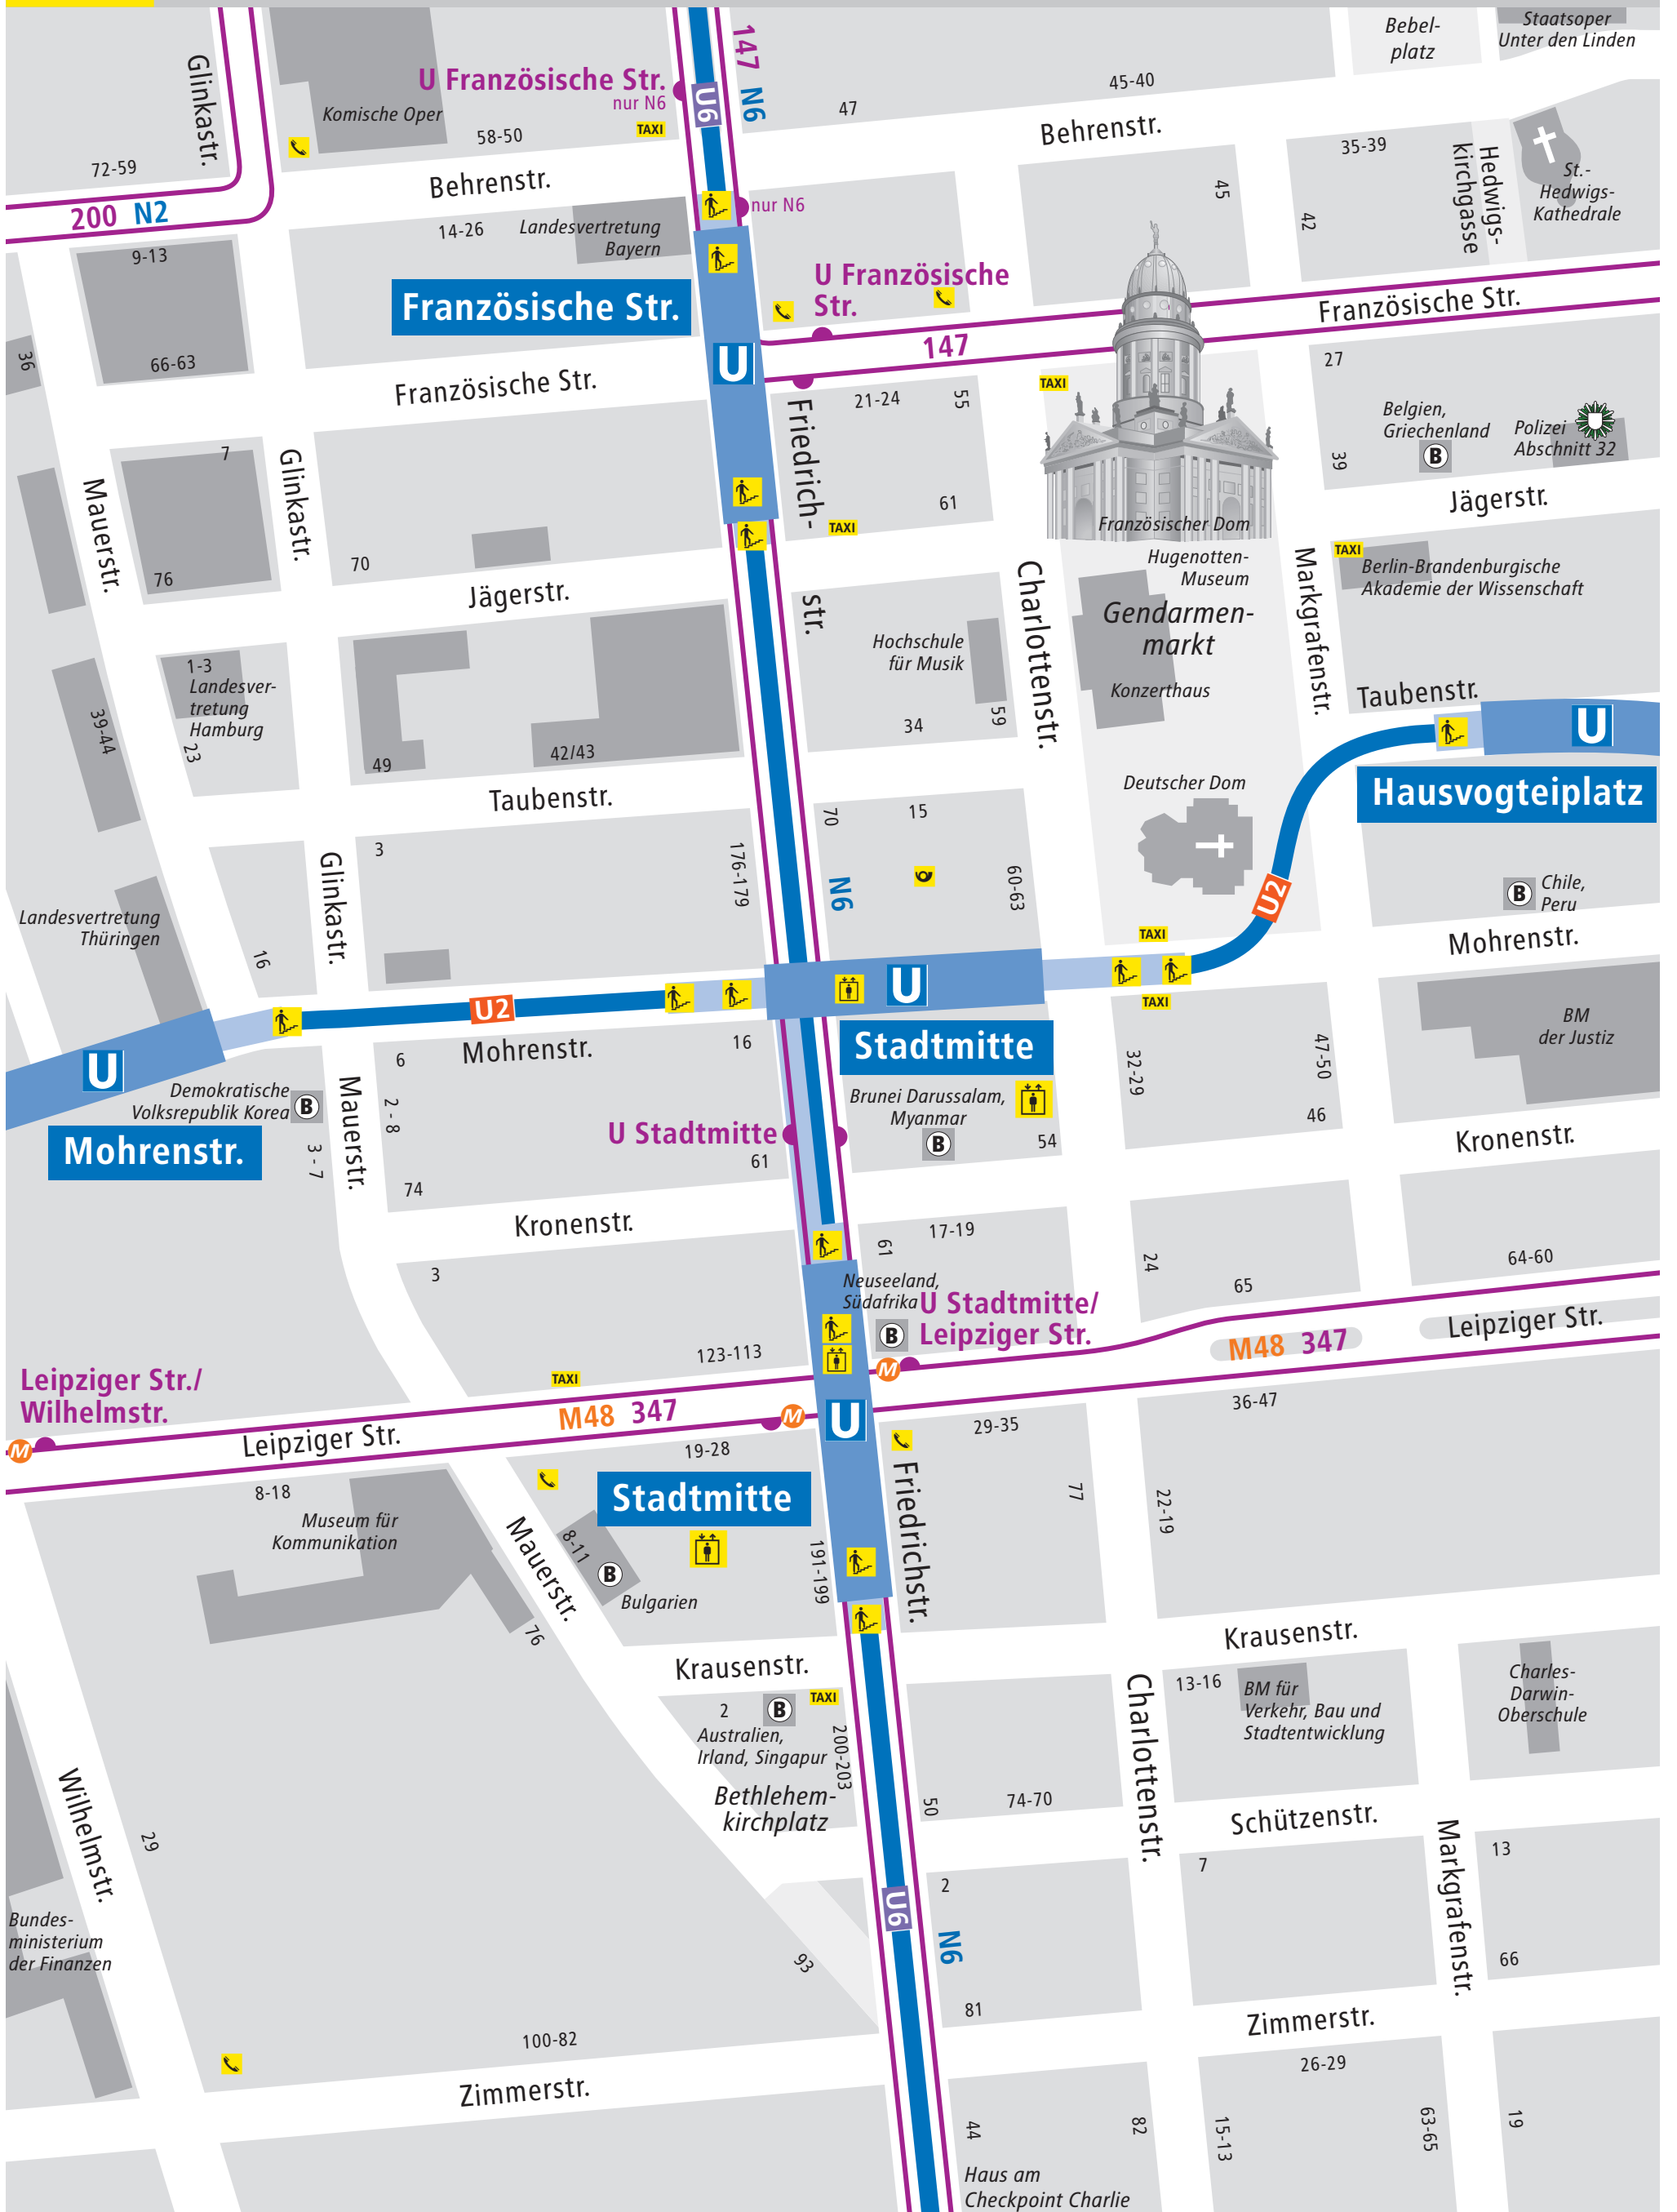 Glinkastr.
Komische Oper
U Französische Str.
nur N6
TAXI
U6
147 N6
47
45-40
Bebel-
platz
Staatsoper
Unter den Linden
72-59
58-50
Behrenstr.
Behrenstr.
35-39
Hedwigs-
kirchgasse
St.-
Hedwigs-
Kathedrale
200 N2
9-13
14-26
Landesvertretung
Bayern
nur N6
45
42
Französische Str.
U Französische
Str.
147
Französische Str.
36
66-63
Französische Str.
U
Friedrich-
str.
21-24
55
TAXI
27
Belgien,
Griechenland
B
Polizei
Abschnitt 32
39
7
Mauerstr.
Glinkastr.
76
70
61
TAXI
Jägerstr.
Jägerstr.
Französischer Dom
Hugenotten-
Museum
Gendarmen-
markt
Konzerthaus
Charlottenstr.
Markgrafenstr.
TAXI
Berlin-Brandenburgische
Akademie der Wissenschaft
1-3
Landesver-
tretung
Hamburg
23
39-44
49
42/43
Hochschule
für Musik
34
59
Taubenstr.
Taubenstr.
U
Hausvogteiplatz
Deutscher Dom
3
Glinkastr.
176-179
70
15
N6
60-63
U2
B
Chile,
Peru
Landesvertretung
Thüringen
16
TAXI
Mohrenstr.
U2
U
TAXI
Stadtmitte
Mohrenstr.
6
16
2 - 8
U
Demokratische
Volksrepublik Korea
B
Mohrenstr.
3 - 7
Mauerstr.
U Stadtmitte
61
74
Brunei Darussalam,
Myanmar
B
54
32-29
47-50
46
BM
der Justiz
Kronenstr.
Kronenstr.
3
61
17-19
24
65
64-60
Neuseeland,
Südafrika
B
U Stadtmitte/
Leipziger Str.
M
M48 347
Leipziger Str.
Leipziger Str./
Wilhelmstr.
M
TAXI
123-113
M48 347
M
U
Leipziger Str.
36-47
8-18
Museum für
Kommunikation
19-28
Stadtmitte
29-35
77
22-19
Mauerstr.
8-11
B
Bulgarien
191-199
Friedrichstr.
76
Krausenstr.
Krausenstr.
2
B
TAXI
Australien,
Irland, Singapur
200-203
Bethlehem-
kirchplatz
Charlottenstr.
13-16
BM für
Verkehr, Bau und
Stadtentwicklung
Charles-
Darwin-
Oberschule
50
74-70
Schützenstr.
Wilhelmstr.
29
Bundes-
ministerium
der Finanzen
93
U6
2
N6
81
7
Markgrafenstr.
13
66
Zimmerstr.
100-82
Zimmerstr.
26-29
44
82
15-13
63-65
19
Haus am
Checkpoint Charlie